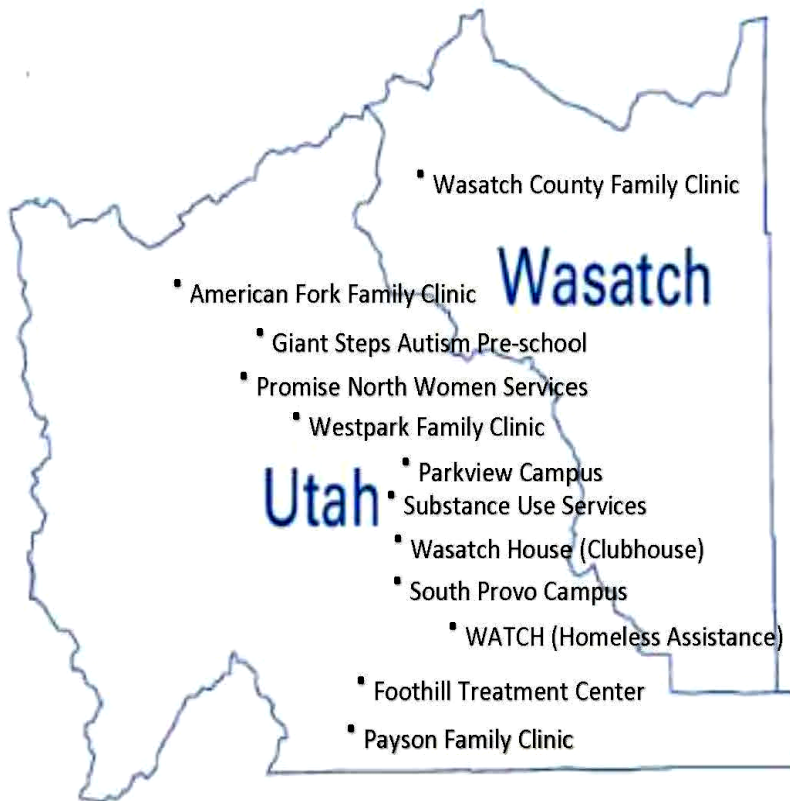 Wasatch County Family Clinic
Wasatch
American Fork Family Clinic
Giant Steps Autism Pre-school
Promise North Women Services
Westpark Family Clinic
Parkview Campus
Utah
Substance Use Services
Wasatch House (Clubhouse)
South Provo Campus
WATCH (Homeless Assistance)
Foothill Treatment Center
Payson Family Clinic